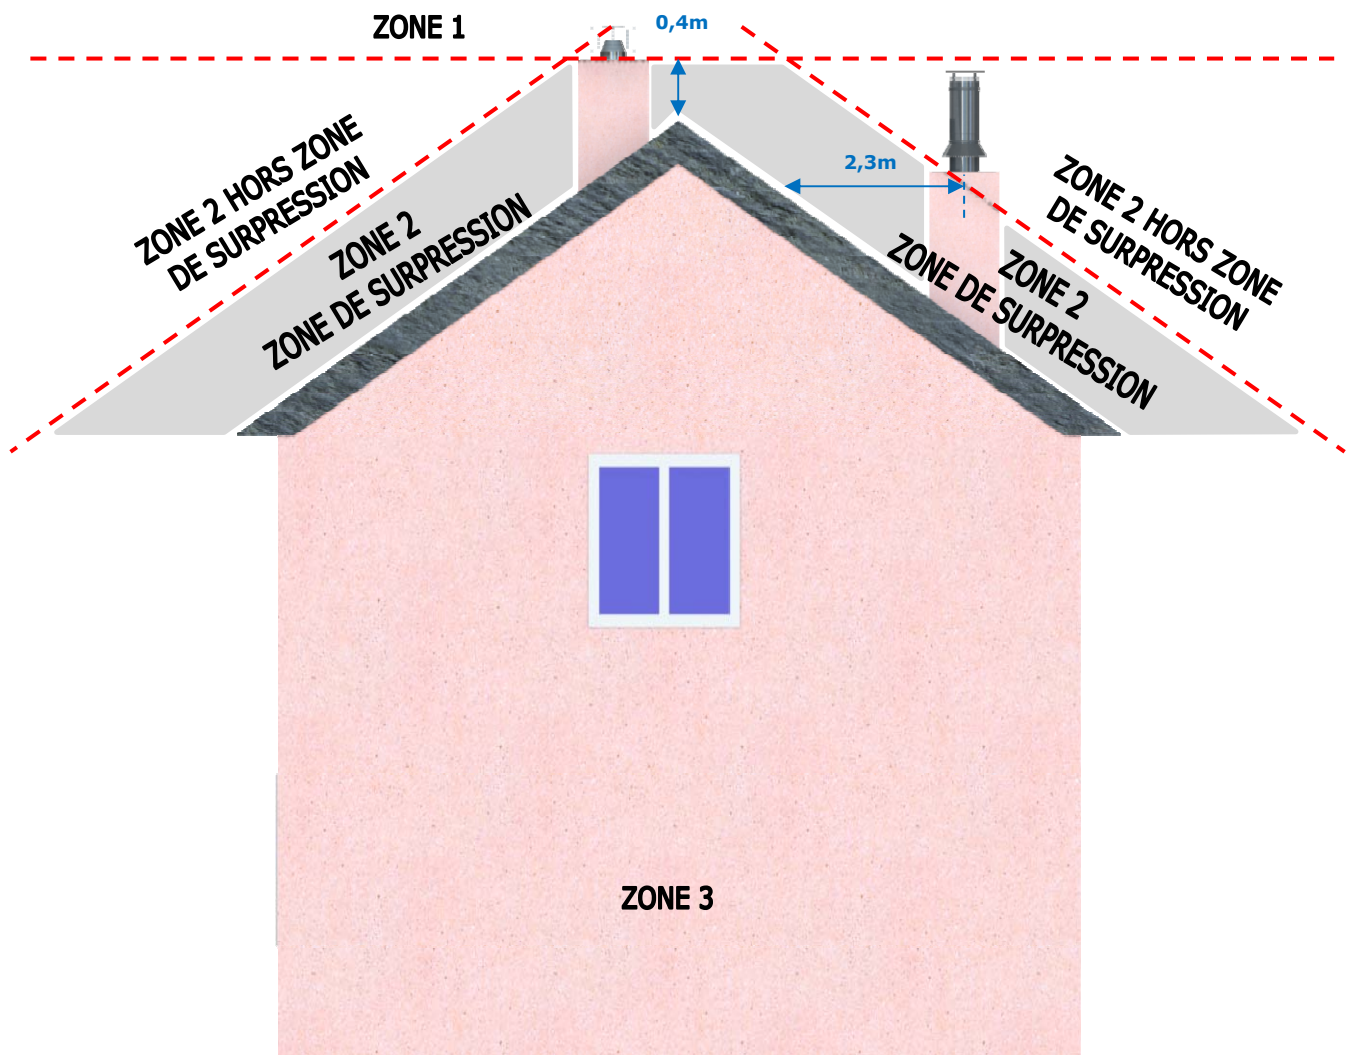 ZONE 1
0,4m
ZONE 2 HORS ZONE
DE SURPRESSION
ZONE 2
ZONE DE SURPRESSION
2,3m
ZONE 2 HORS ZONE
DE SURPRESSION
ZONE 2
ZONE DE SURPRESSION
ZONE 3